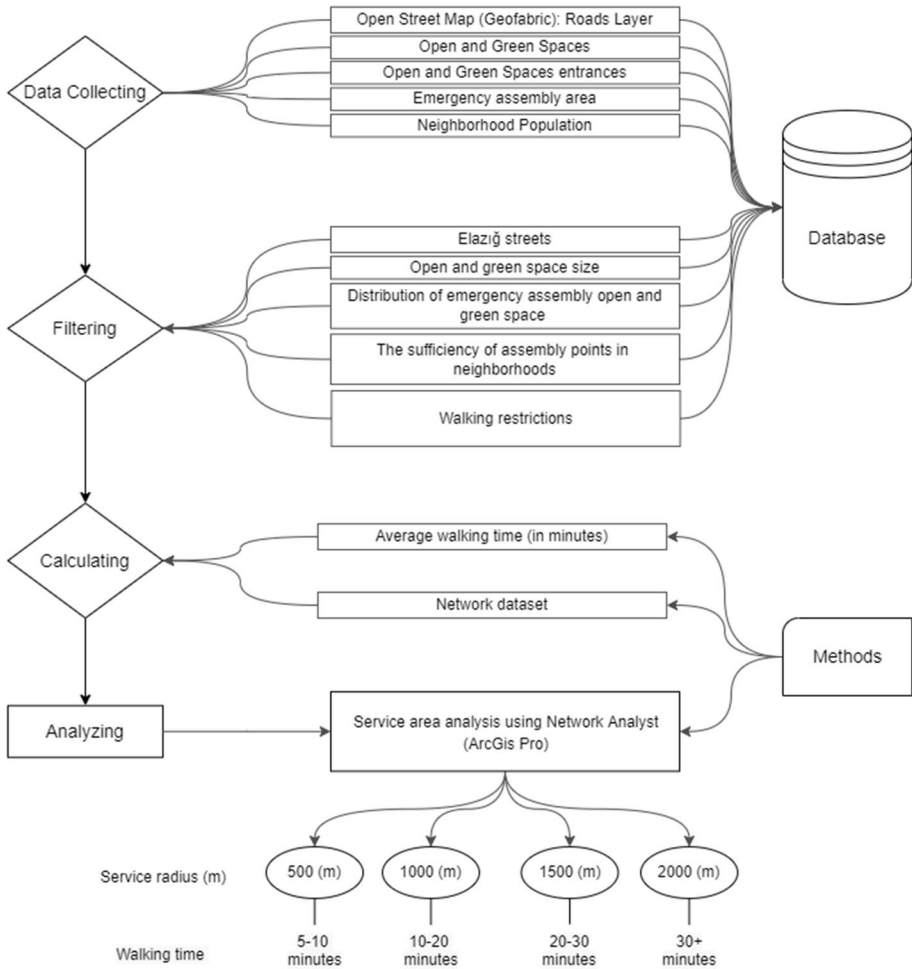 Open Street Map (Geofabric): Roads Layer
Open and Green Spaces
Open and Green Spaces entrances
Emergency assembly area
Neighborhood Population
Data Collecting
Database
Elazığ streets
Open and green space size
Distribution of emergency assembly open and
green space
The sufficiency of assembly points in
neighborhoods
Walking restrictions
Filtering
Average walking time (in minutes)
Network dataset
Calculating
Methods
Analyzing
Service area analysis using Network Analyst
(ArcGis Pro)
Service radius (m)
500 (m)
1000 (m)
1500 (m)
2000 (m)
Walking time
5-10
minutes
10-20
minutes
20-30
minutes
30+
minutes